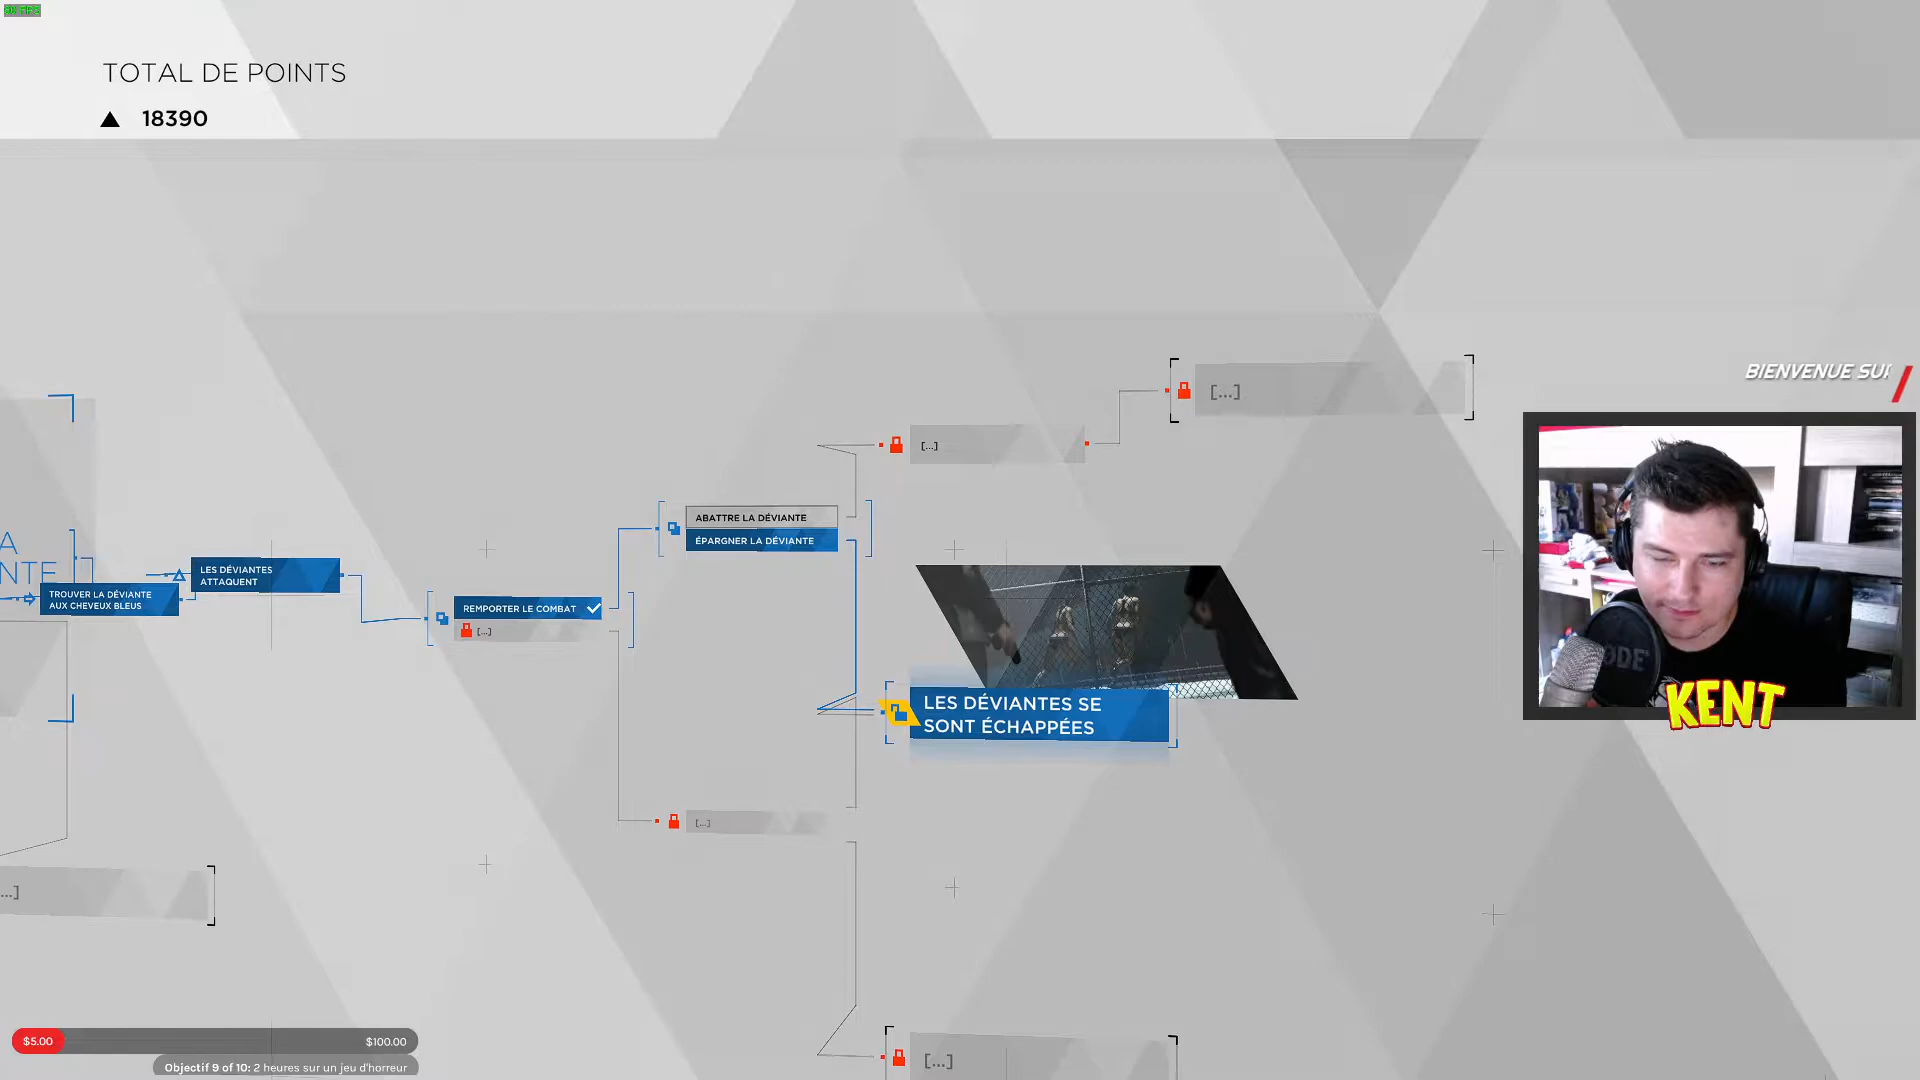 TOTAL DE POINTS
18390
[...]
BIENVENUE SUR
[...]
ABATTRE LA DÉVIANTE
ÉPARGNER LA DÉVIANTE
A
NTE
LES DÉVIANTES
ATTAQUENT
TROUVER LA DÉVIANTE
AUX CHEVEUX BLEUS
REMPORTER LE COMBAT
[...]
LES DÉVIANTES SE
SONT ÉCHAPPÉES
KENT
[...]
...]
$5.00
$100.00
Objectif 9 of 10: 2 heures sur un jeu d'horreur
[...]